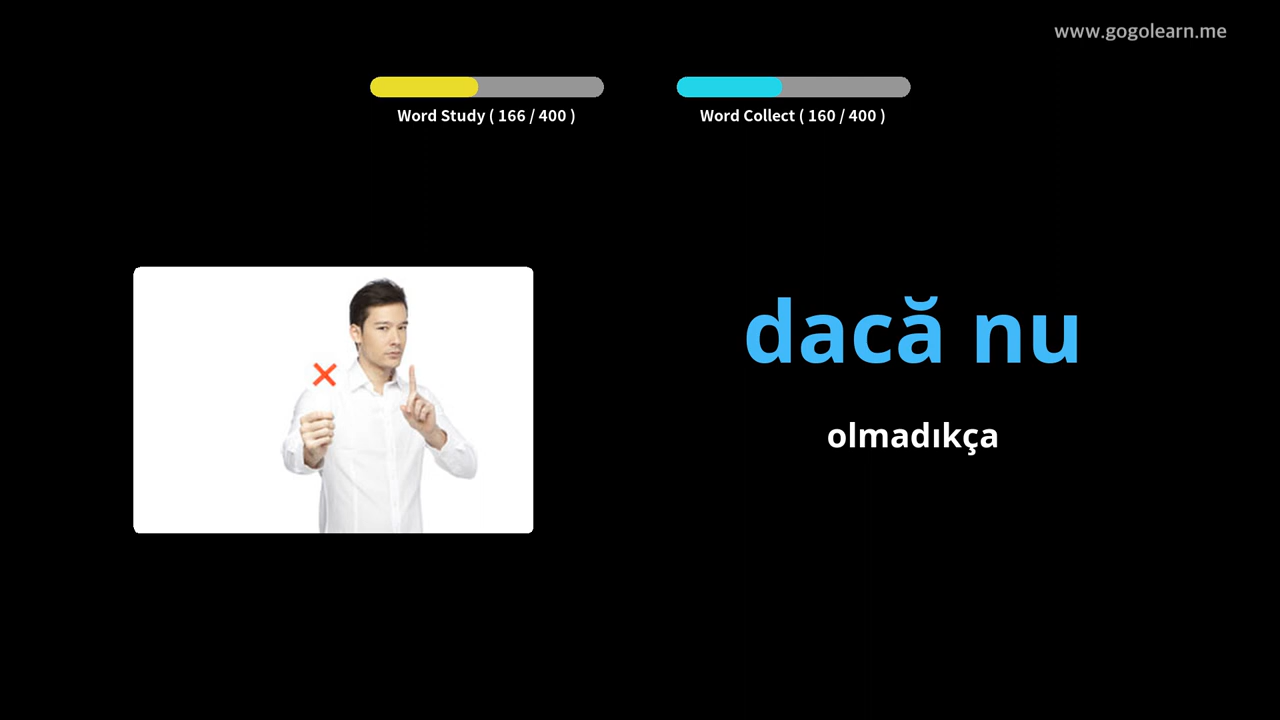 www.gogolearn.me
Word Study ( 166 / 400 )
Word Collect ( 160 / 400 )
dacă nu
olmadıkça